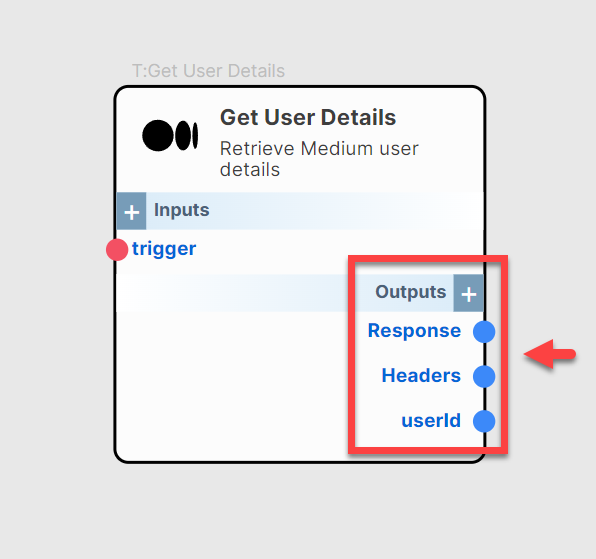 T:Get User Details
Get User Details
Retrieve Medium user
details
+ Inputs
trigger
Outputs +
Response
Headers
userId